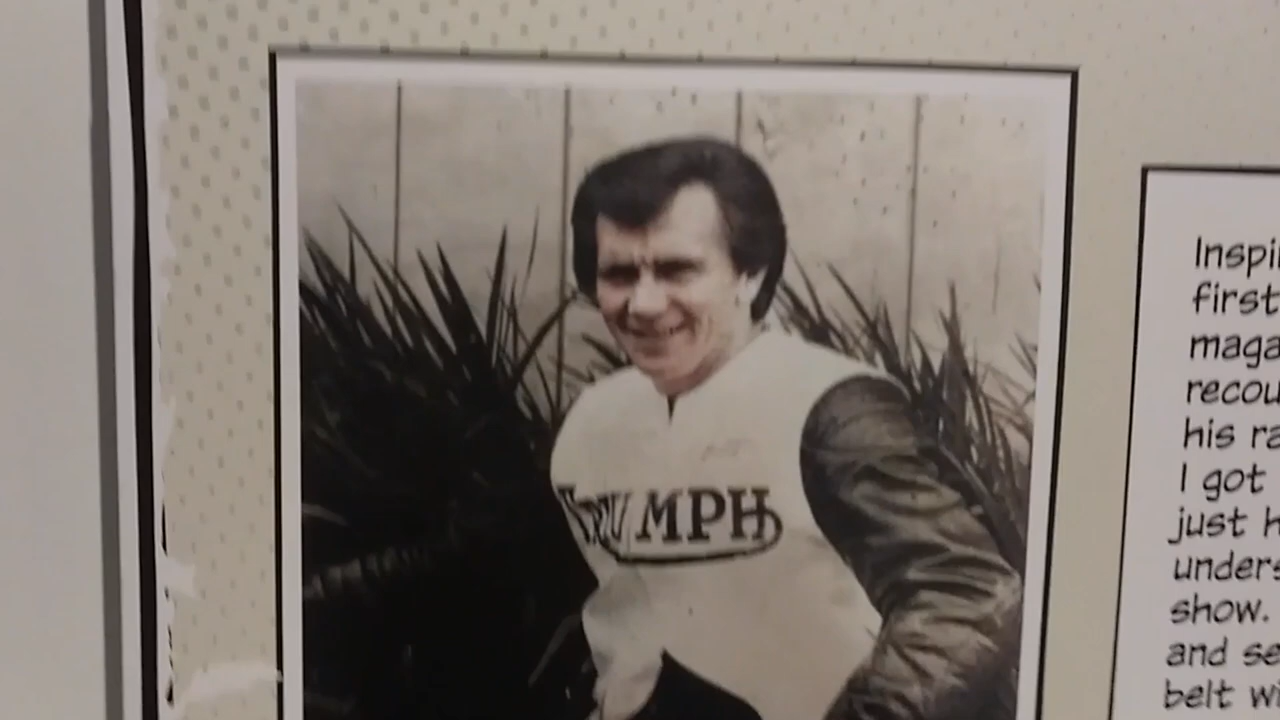 TRIUMPH
Inspi
first
maga
recou
his ra
I got
just h
unders
show.
and se
belt wi